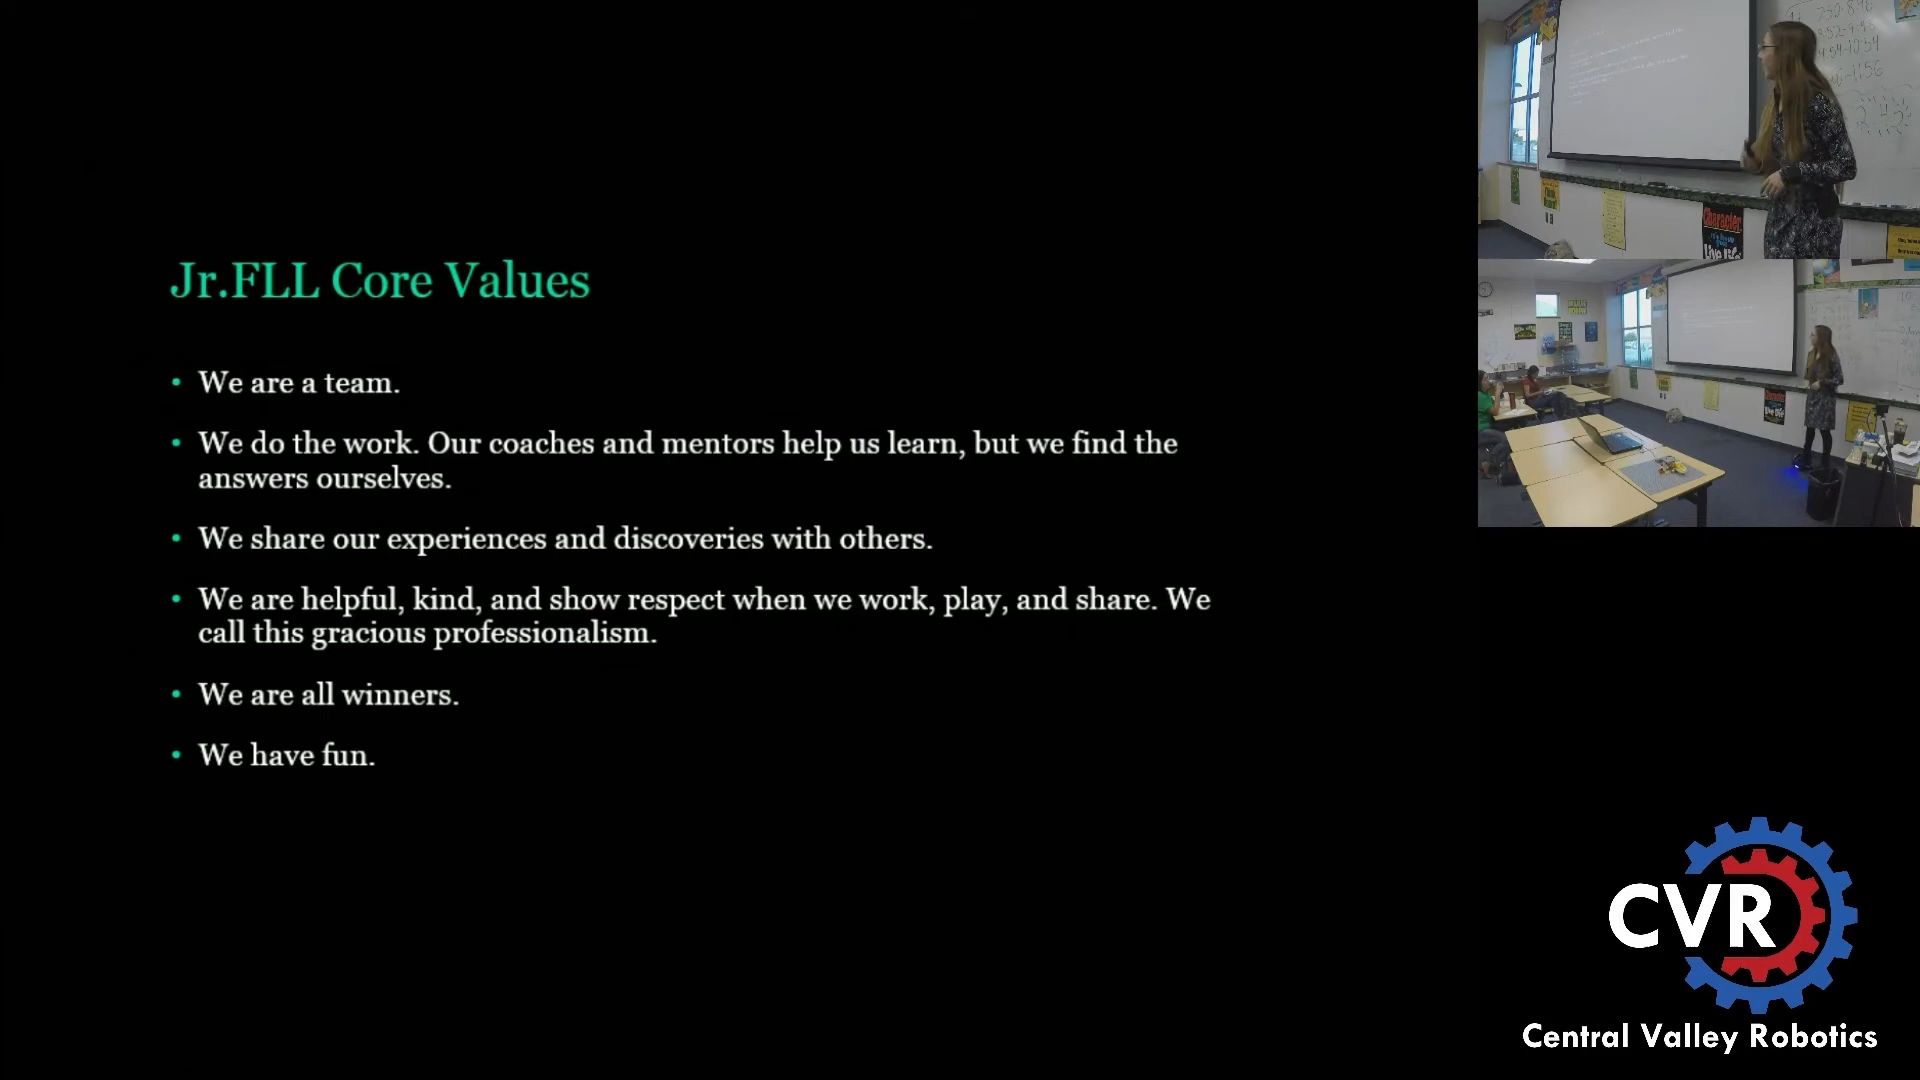 Jr.FLL Core Values
• We are a team.
• We do the work. Our coaches and mentors help us learn, but we find the
answers ourselves.
• We share our experiences and discoveries with others.
• We are helpful, kind, and show respect when we work, play, and share. We
call this gracious professionalism.
• We are all winners.
• We have fun.
Character
Live Life
CVR
Central Valley Robotics